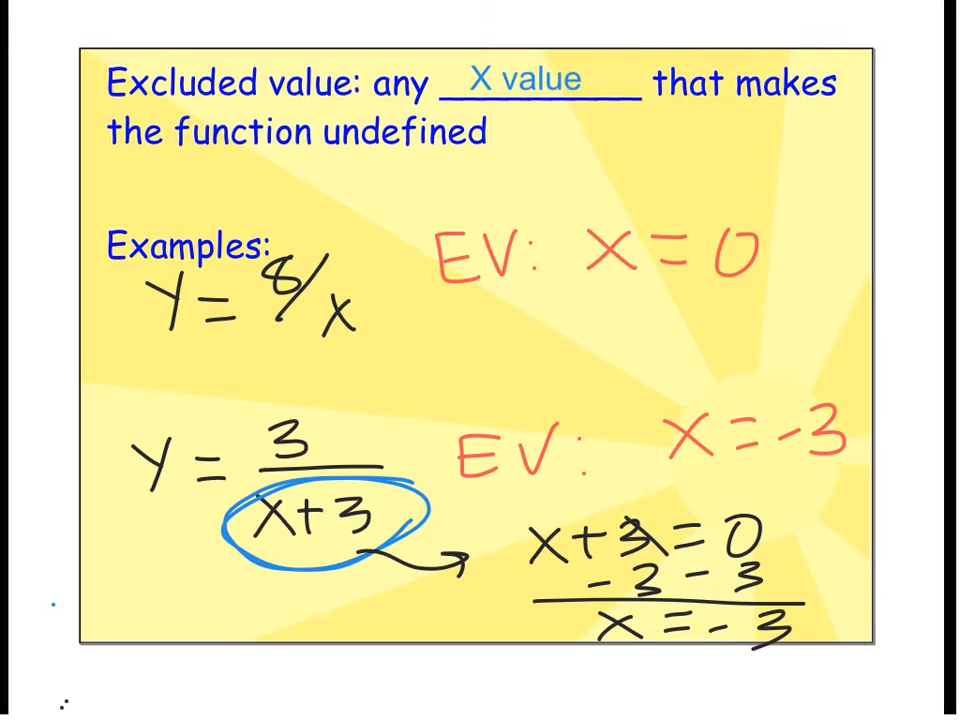 Excluded value: any X value that makes
the function undefined
Examples:
EV: X = 0
Y = 8/x
Y = 3/x+3
EV: X = -3
x+3 = 0
-3 -3
x = -3